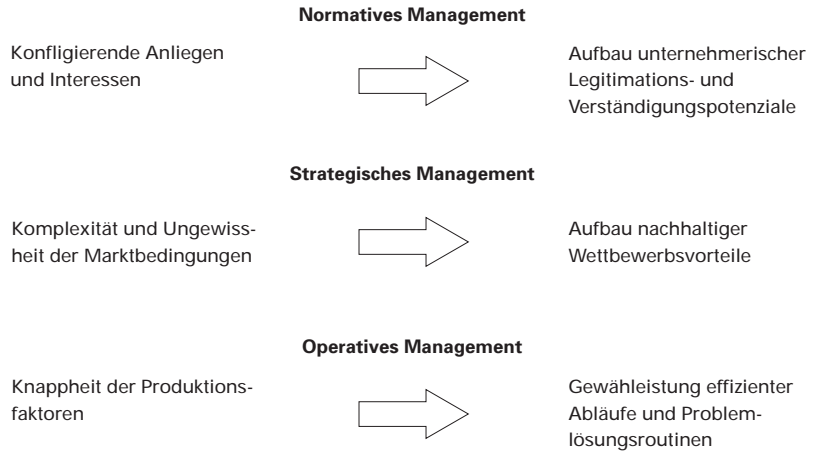 Normatives Management
Konfligierende Anliegen
und Interessen
Aufbau unternehmerischer
Legitimations- und
Verständigungspotenziale
Strategisches Management
Komplexität und Ungewiss-
heit der Marktbedingungen
Aufbau nachhaltiger
Wettbewerbsvorteile
Operatives Management
Knappheit der Produktions-
faktoren
Gewähleistung effizienter
Abläufe und Problem-
lösungsroutinen